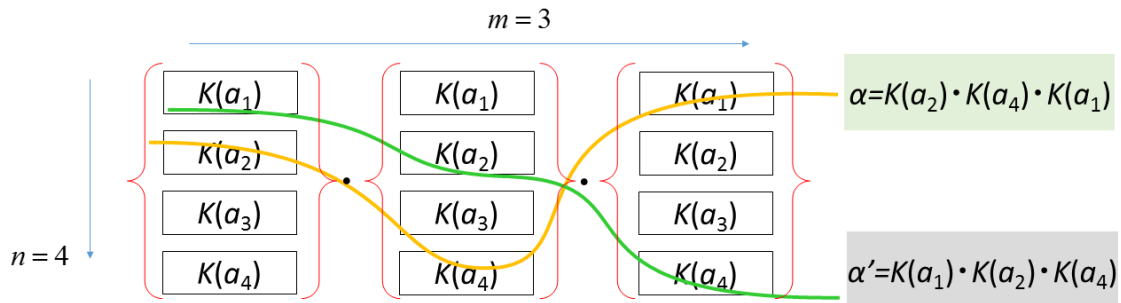 m = 3
K(a₁) K(a₁) K(a₁) α=K(a₂)·K(a₄)·K(a₁)
K(a₂) K(a₂) K(a₂)
K(a₃) K(a₃) K(a₃)
n = 4 K(a₄) K(a₄) K(a₄) α’=K(a₁)·K(a₂)·K(a₄)